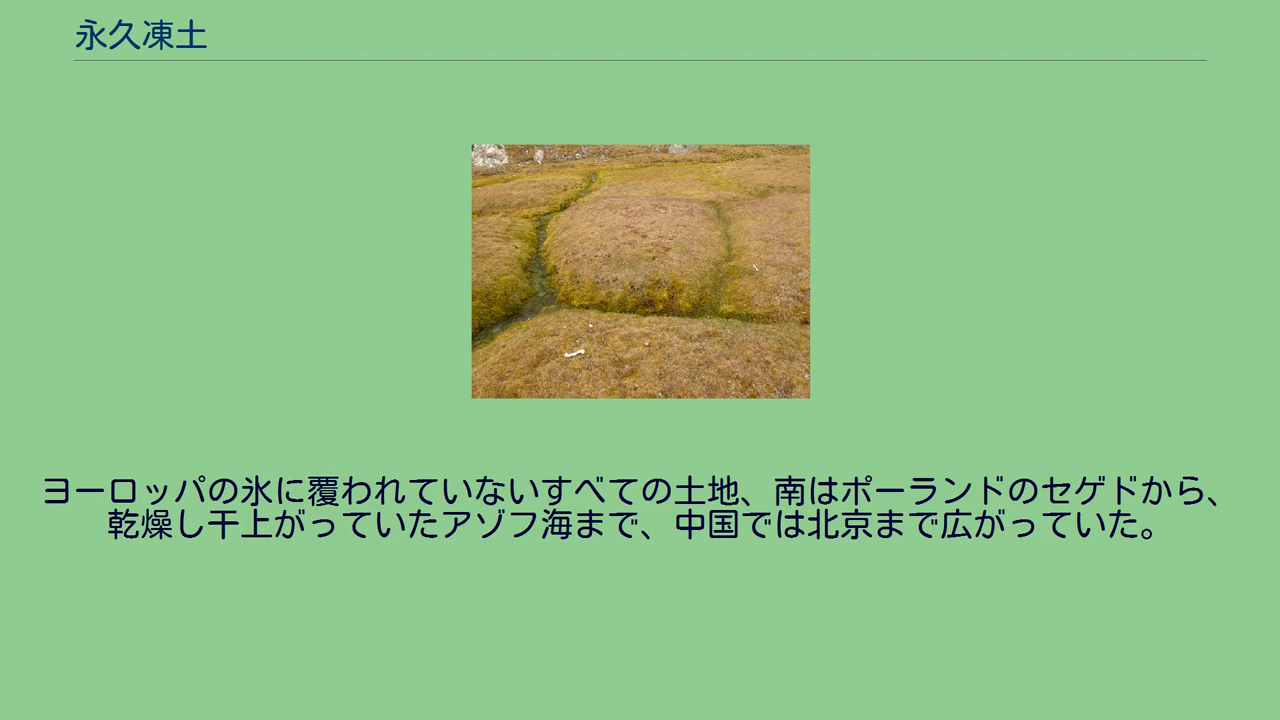 永久凍土
ヨーロッパの氷に覆われていないすべての土地、南はポーランドのセゲドから、
乾燥し干上がっていたアゾフ海まで、中国では北京まで広がっていた。